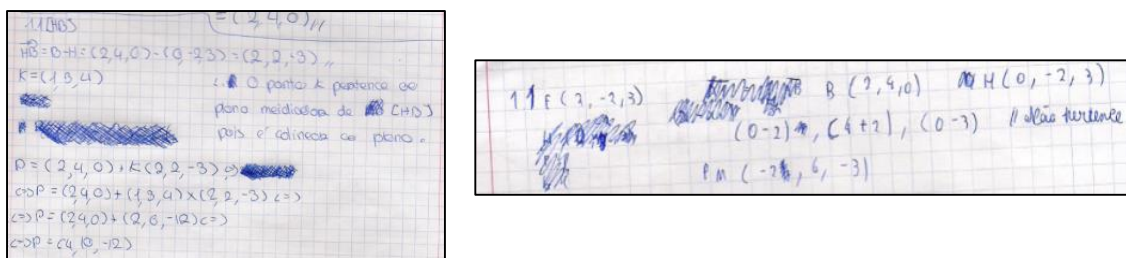 = (2,4,0),,
1.1 [HB]
HB = B-H = (2,4,0) - (0,-2,3) = (2,2,-3),,
K = (1,3,4)
∴ O ponto K pertence ao
plano mediador de [HB]
pois é colinear ao plano.
P = (2,4,0) + K(2,2,-3) <=>
<=> P = (2,4,0) + (1,3,4) x (2,2,-3) <=>
<=> P = (2,4,0) + (2,6,-12) <=>
<=> P = (4,10,-12)
1.1 F (2, -2, 3) B (2, 4, 0) H (0, -2, 3)
(0-2), (4+2), (0-3) // Não pertence
PM (-2, 6, -3)